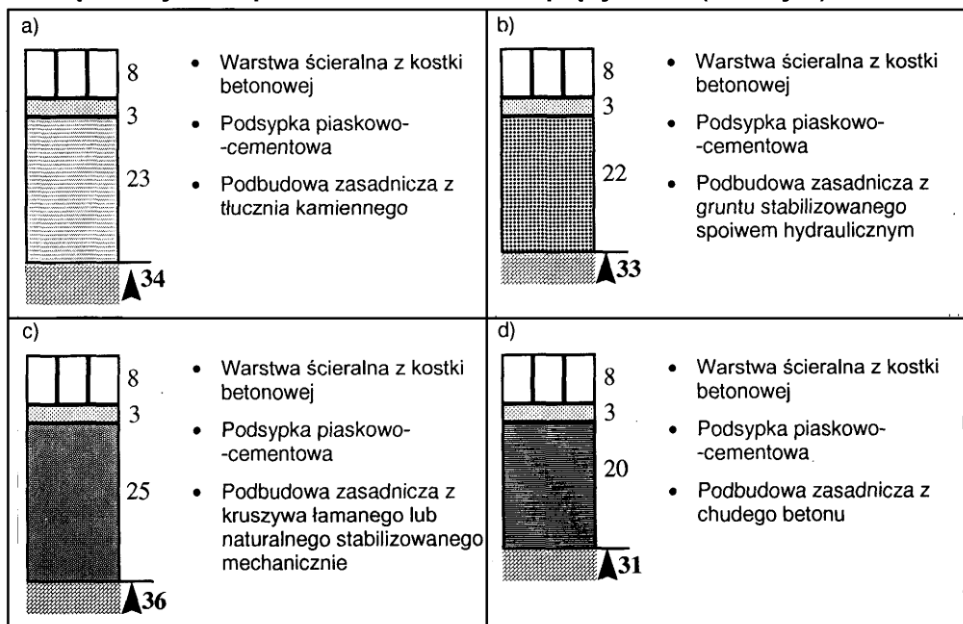 a)
8
3
23
34
• Warstwa ścieralna z kostki
betonowej
• Podsypka piaskowo-
-cementowa
• Podbudowa zasadnicza z
tłucznia kamiennego
b)
8
3
22
33
• Warstwa ścieralna z kostki
betonowej
• Podsypka piaskowo-
-cementowa
• Podbudowa zasadnicza z
gruntu stabilizowanego
spoiwem hydraulicznym
c)
8
3
25
36
• Warstwa ścieralna z kostki
betonowej
• Podsypka piaskowo-
-cementowa
• Podbudowa zasadnicza z
kruszywa łamanego lub
naturalnego stabilizowanego
mechanicznie
d)
8
3
20
31
• Warstwa ścieralna z kostki
betonowej
• Podsypka piaskowo-
-cementowa
• Podbudowa zasadnicza z
chudego betonu